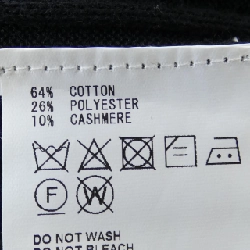 64% COTTON
26% POLYESTER
10% CASHMERE
F W
DO NOT WASH
DO NOT BLEACH